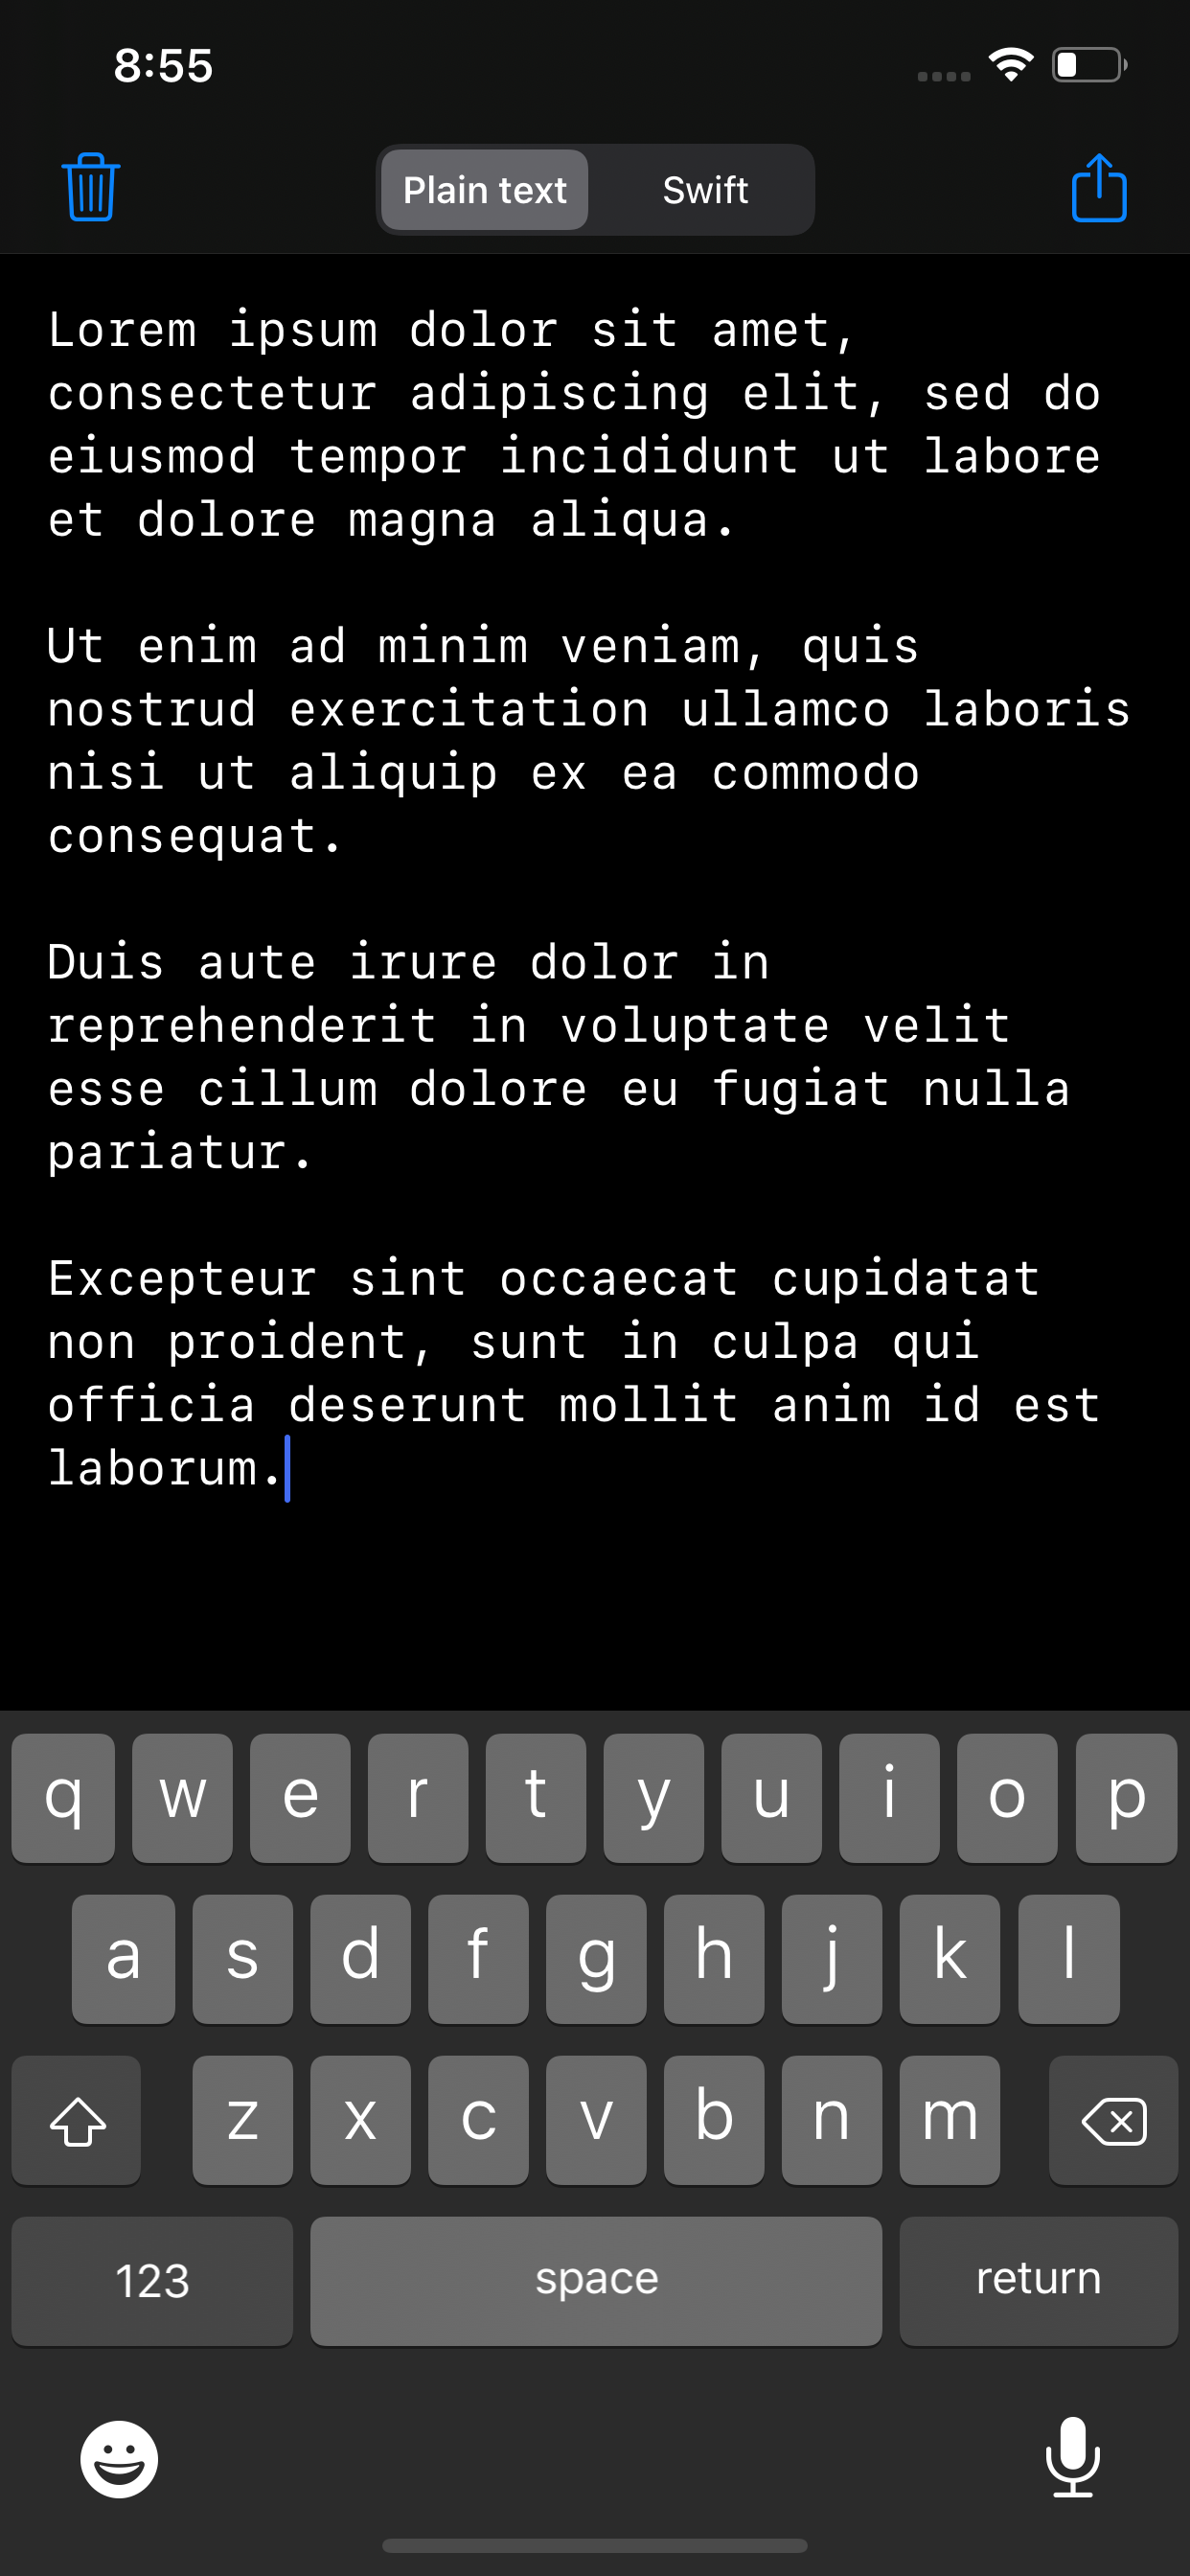 8:55
Plain text
Swift
Lorem ipsum dolor sit amet,
consectetur adipiscing elit, sed do
eiusmod tempor incididunt ut labore
et dolore magna aliqua.
Ut enim ad minim veniam, quis
nostrud exercitation ullamco laboris
nisi ut aliquip ex ea commodo
consequat.
Duis aute irure dolor in
reprehenderit in voluptate velit
esse cillum dolore eu fugiat nulla
pariatur.
Excepteur sint occaecat cupidatat
non proident, sunt in culpa qui
officia deserunt mollit anim id est
laborum.
q w e r t y u i o p
a s d f g h j k l
z x c v b n m
123 space return